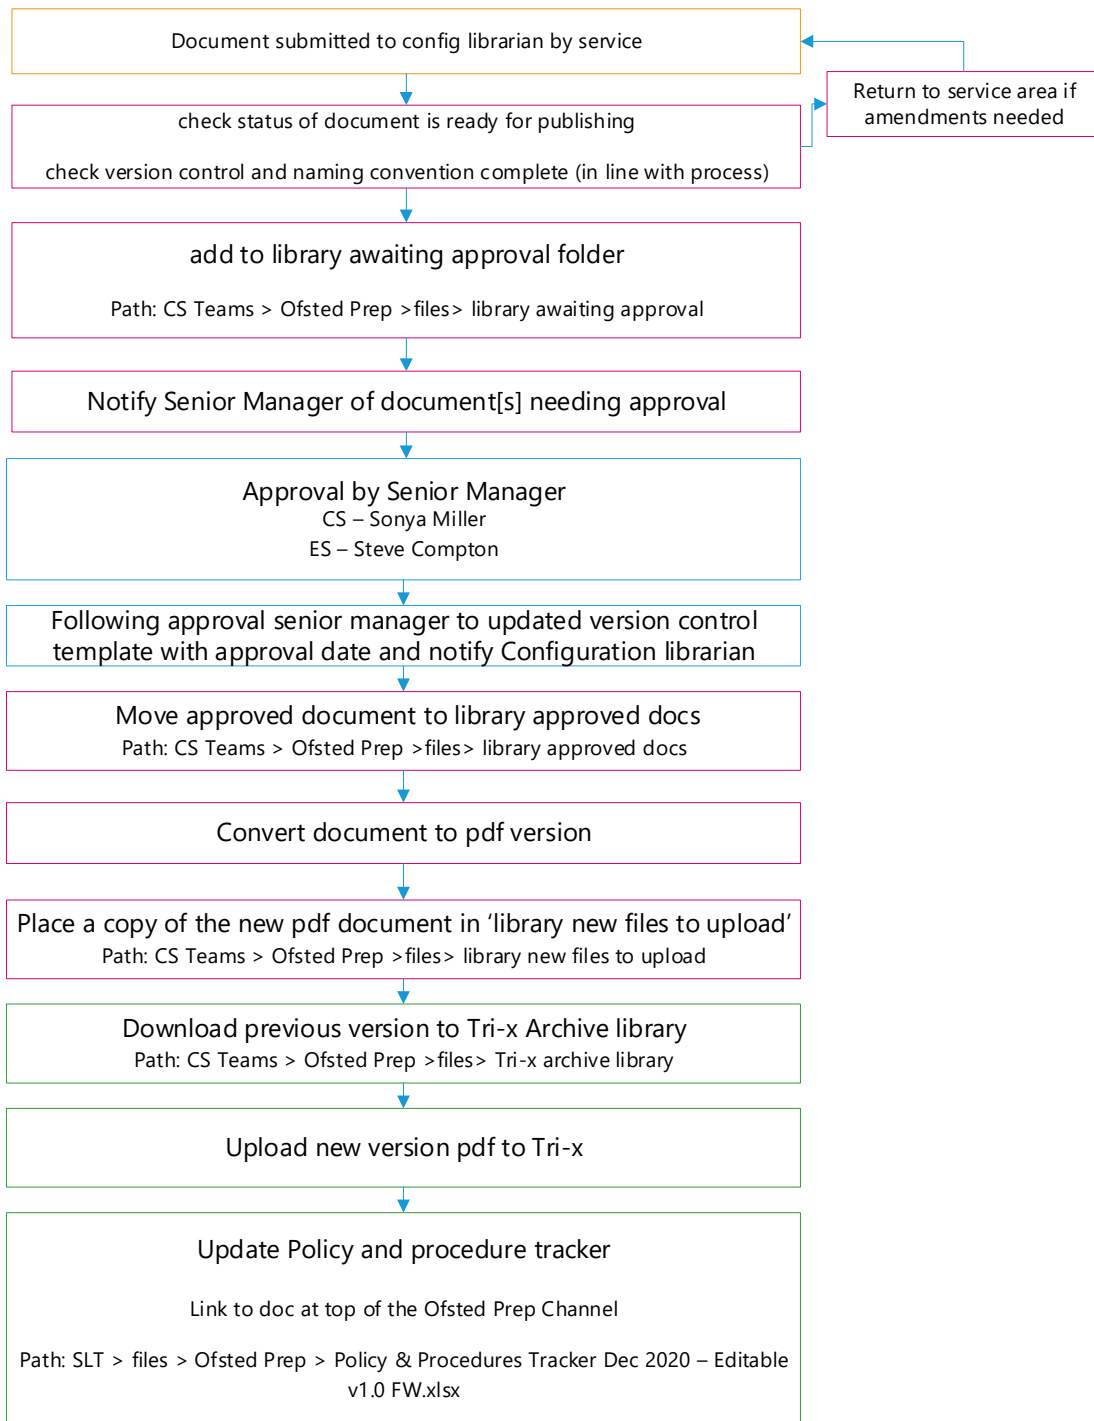 Document submitted to config librarian by service
Return to service area if
amendments needed
check status of document is ready for publishing
check version control and naming convention complete (in line with process)
add to library awaiting approval folder
Path: CS Teams > Ofsted Prep >files> library awaiting approval
Notify Senior Manager of document[s] needing approval
Approval by Senior Manager
CS – Sonya Miller
ES – Steve Compton
Following approval senior manager to updated version control
template with approval date and notify Configuration librarian
Move approved document to library approved docs
Path: CS Teams > Ofsted Prep >files> library approved docs
Convert document to pdf version
Place a copy of the new pdf document in ‘library new files to upload’
Path: CS Teams > Ofsted Prep >files> library new files to upload
Download previous version to Tri-x Archive library
Path: CS Teams > Ofsted Prep >files> Tri-x archive library
Upload new version pdf to Tri-x
Update Policy and procedure tracker
Link to doc at top of the Ofsted Prep Channel
Path: SLT > files > Ofsted Prep > Policy & Procedures Tracker Dec 2020 – Editable
v1.0 FW.xlsx